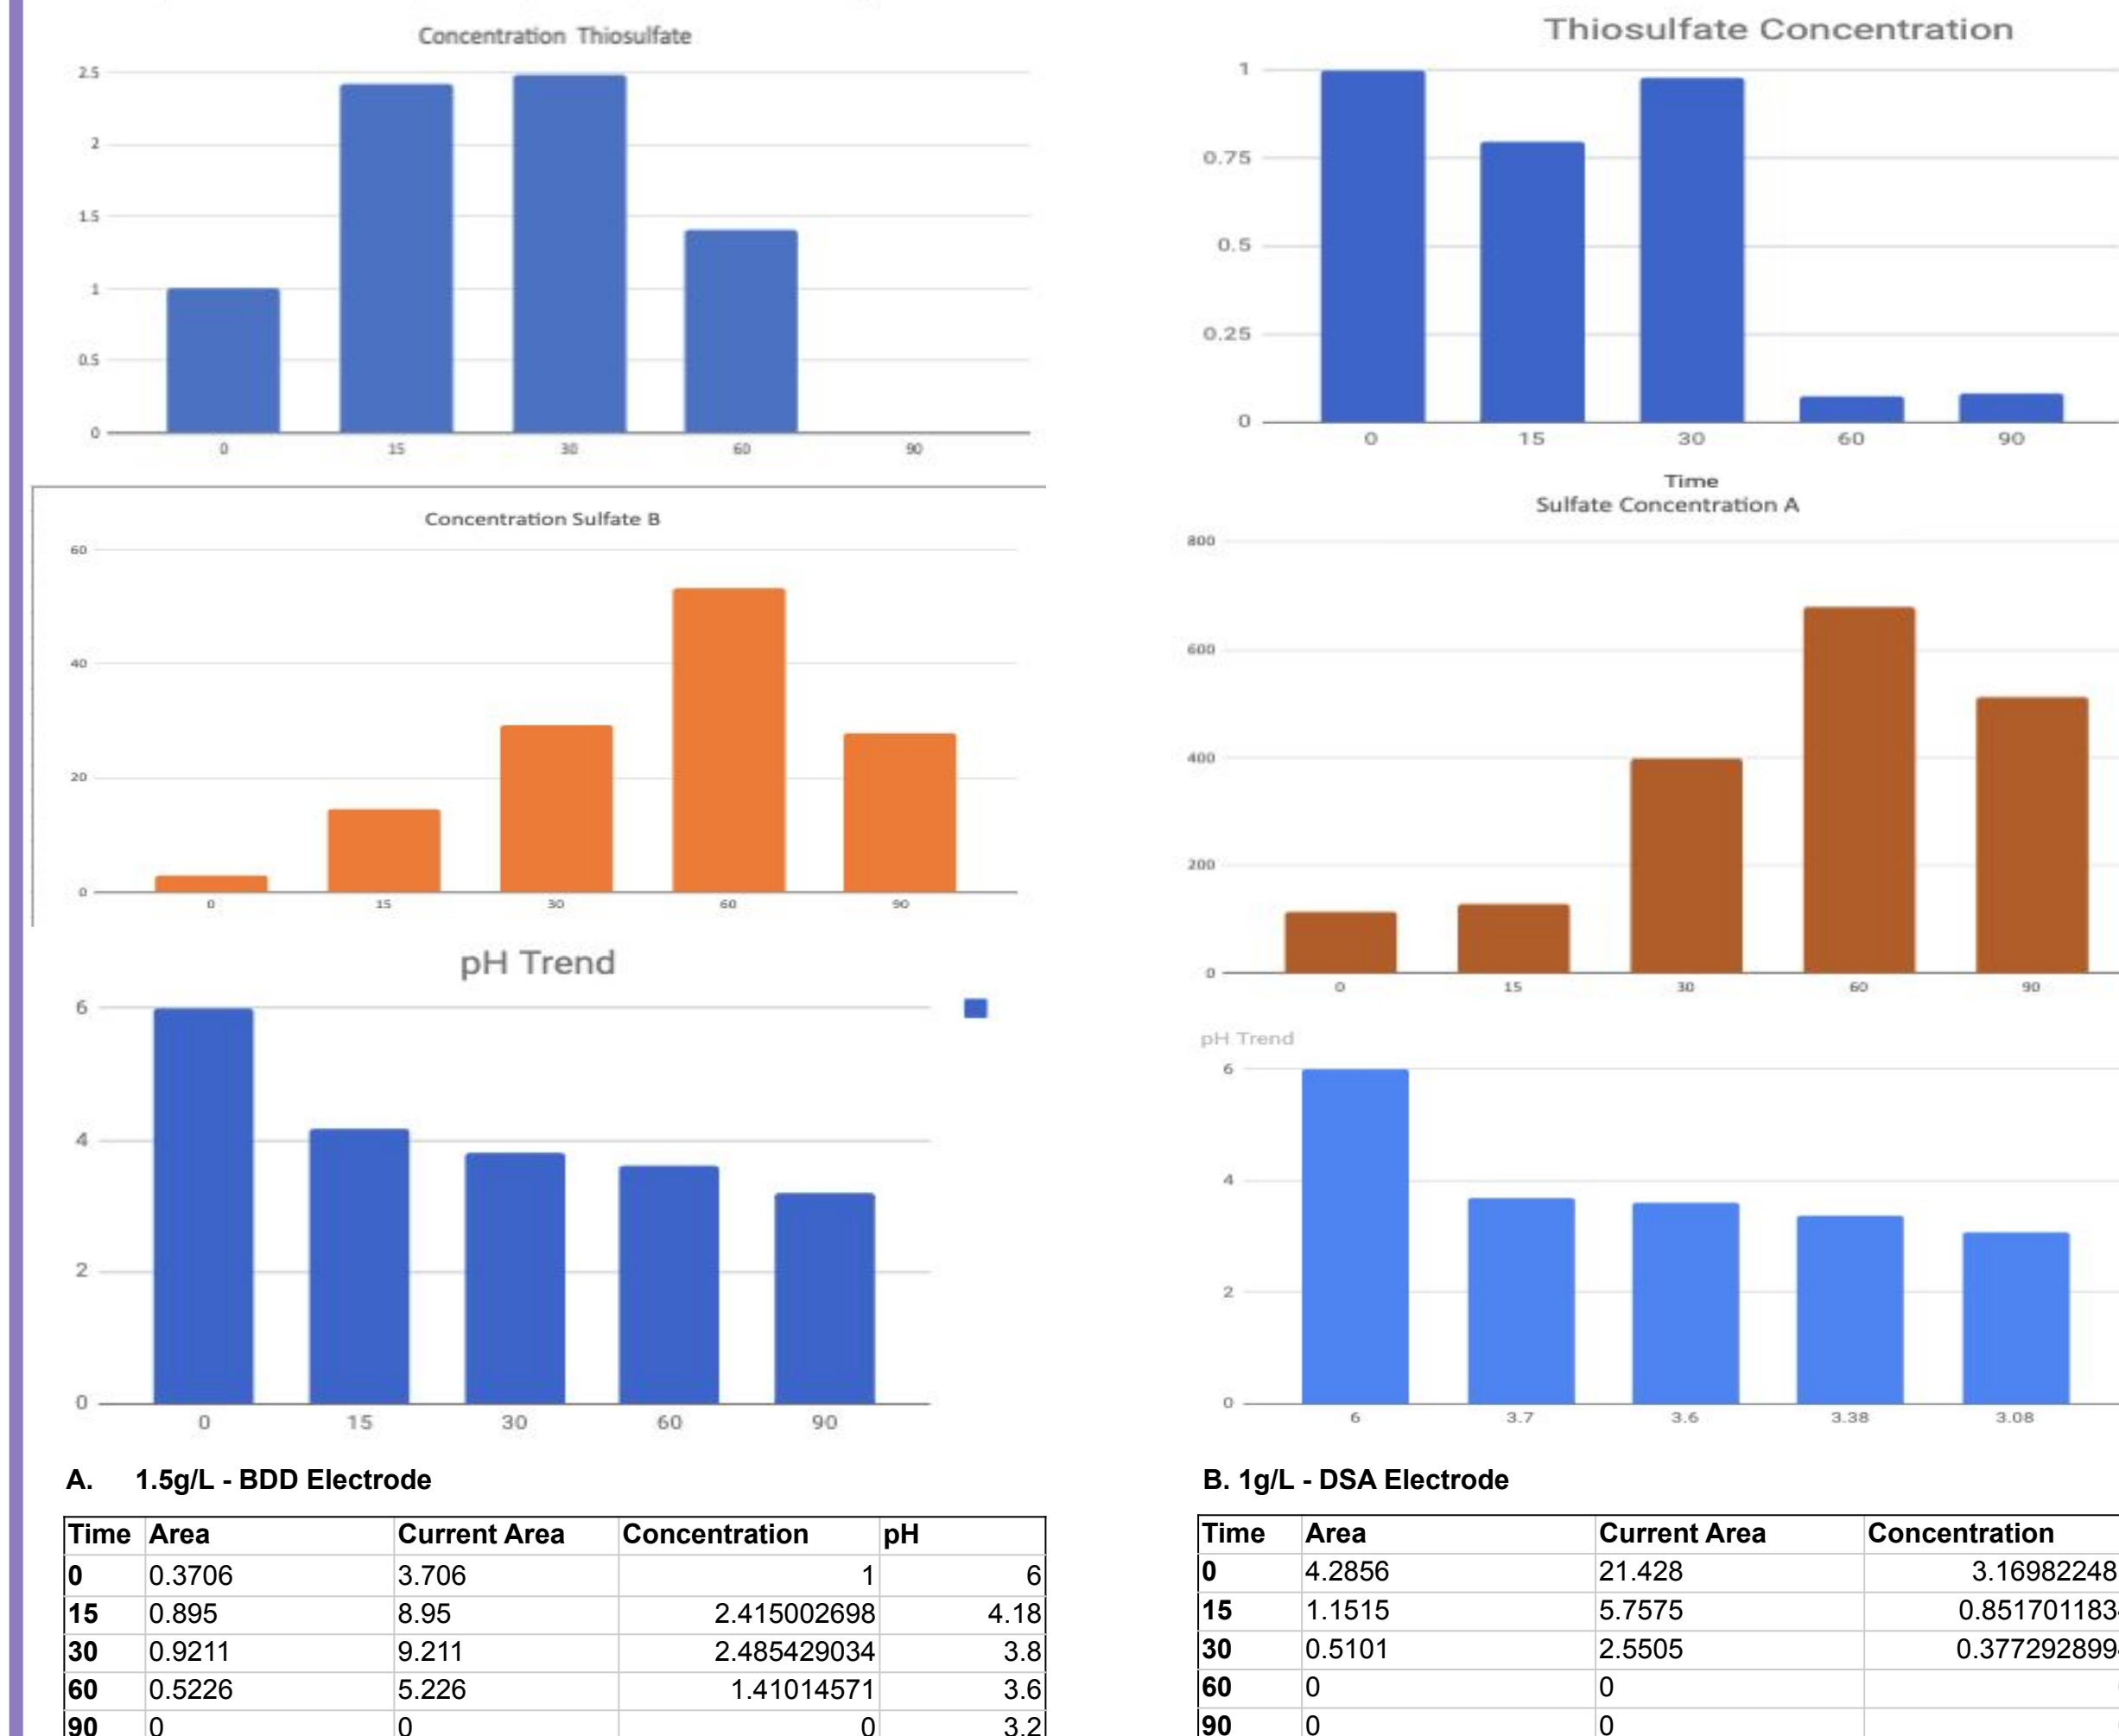 Concentration Thiosulfate
2.5
2
1.5
1
0.5
0
0 15 30 60 90
Concentration Sulfate B
60
40
20
0
0 15 30 60 90
pH Trend
6
4
2
0
0 15 30 60 90
A. 1.5g/L - BDD Electrode
Time Area Current Area Concentration pH
0 0.3706 3.706 1 6
15 0.895 8.95 2.415002698 4.18
30 0.9211 9.211 2.485429034 3.8
60 0.5226 5.226 1.41014571 3.6
90 0 0 0 3.2
Thiosulfate Concentration
1
0.75
0.5
0.25
0
0 15 30 60 90
Time
Sulfate Concentration A
800
600
400
200
0
0 15 30 60 90
pH Trend
6
4
2
0
6 3.7 3.6 3.38 3.08
B. 1g/L - DSA Electrode
Time Area Current Area Concentration
0 4.2856 21.428 3.16982248
15 1.1515 5.7575 0.851701183
30 0.5101 2.5505 0.377292899
60 0 0
90 0 0